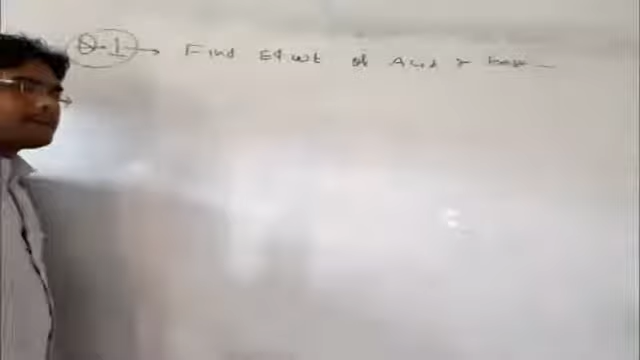 Q-1 → Find Eq wt of Acid & base